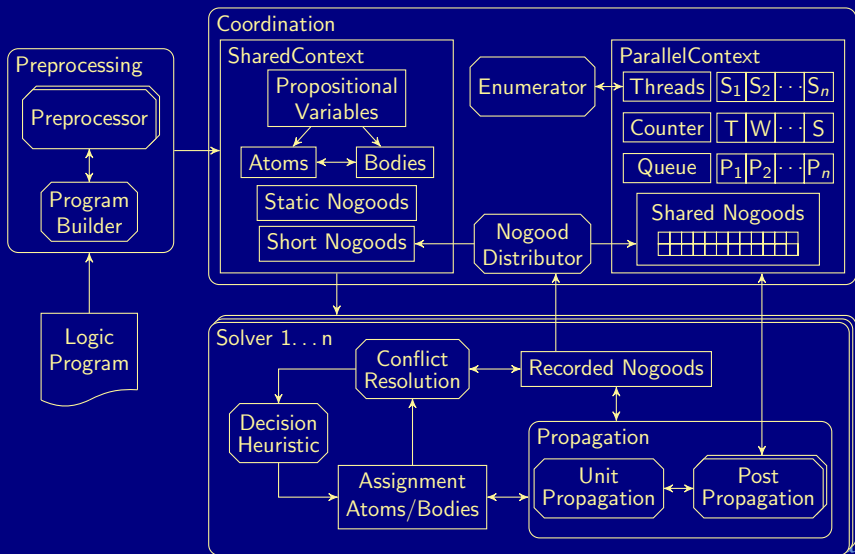 Coordination
SharedContext
ParallelContext
Preprocessing
Preprocessor
Program
Builder
Logic
Program
Propositional
Variables
Atoms
Bodies
Static Nogoods
Short Nogoods
Enumerator
Nogood
Distributor
Threads S₁ S₂ ⋯ Sₙ
Counter T W ⋯ S
Queue P₁ P₂ ⋯ Pₙ
Shared Nogoods
Solver 1...n
Conflict
Resolution
Recorded Nogoods
Decision
Heuristic
Assignment
Atoms/Bodies
Propagation
Unit
Propagation
Post
Propagation